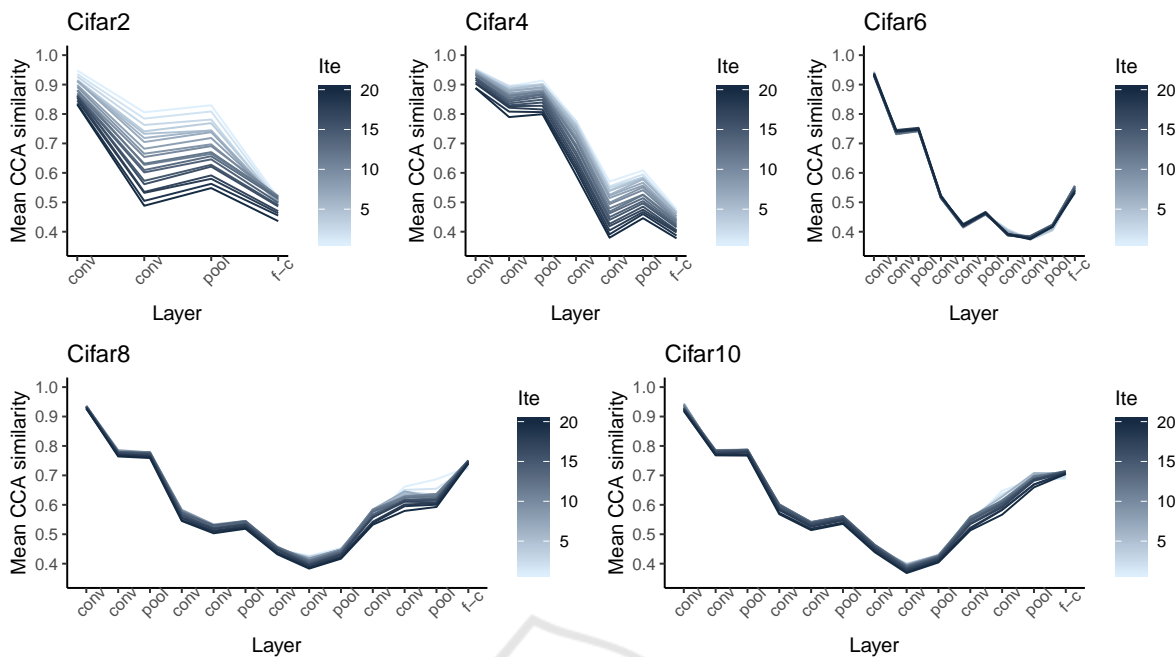 Cifar2
Mean CCA similarity
1.0
0.9
0.8
0.7
0.6
0.5
0.4
conv
conv
pool
f−c
Layer
Ite
20
15
10
5
Cifar4
Mean CCA similarity
1.0
0.9
0.8
0.7
0.6
0.5
0.4
conv
conv
pool
conv
conv
pool
f−c
Layer
Ite
20
15
10
5
Cifar6
Mean CCA similarity
1.0
0.9
0.8
0.7
0.6
0.5
0.4
conv
conv
pool
conv
conv
pool
conv
conv
pool
f−c
Layer
Ite
20
15
10
5
Cifar8
Mean CCA similarity
1.0
0.9
0.8
0.7
0.6
0.5
0.4
conv
conv
pool
conv
conv
pool
conv
conv
pool
conv
conv
pool
f−c
Layer
Ite
20
15
10
5
Cifar10
Mean CCA similarity
1.0
0.9
0.8
0.7
0.6
0.5
0.4
conv
conv
pool
conv
conv
pool
conv
conv
pool
conv
conv
pool
f−c
Layer
Ite
20
15
10
5